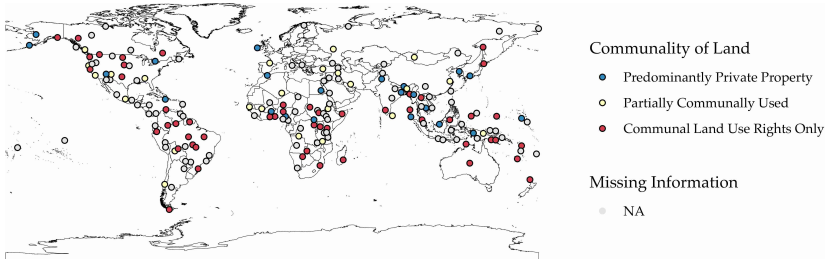 Communality of Land
Predominantly Private Property
Partially Communally Used
Communal Land Use Rights Only
Missing Information
NA